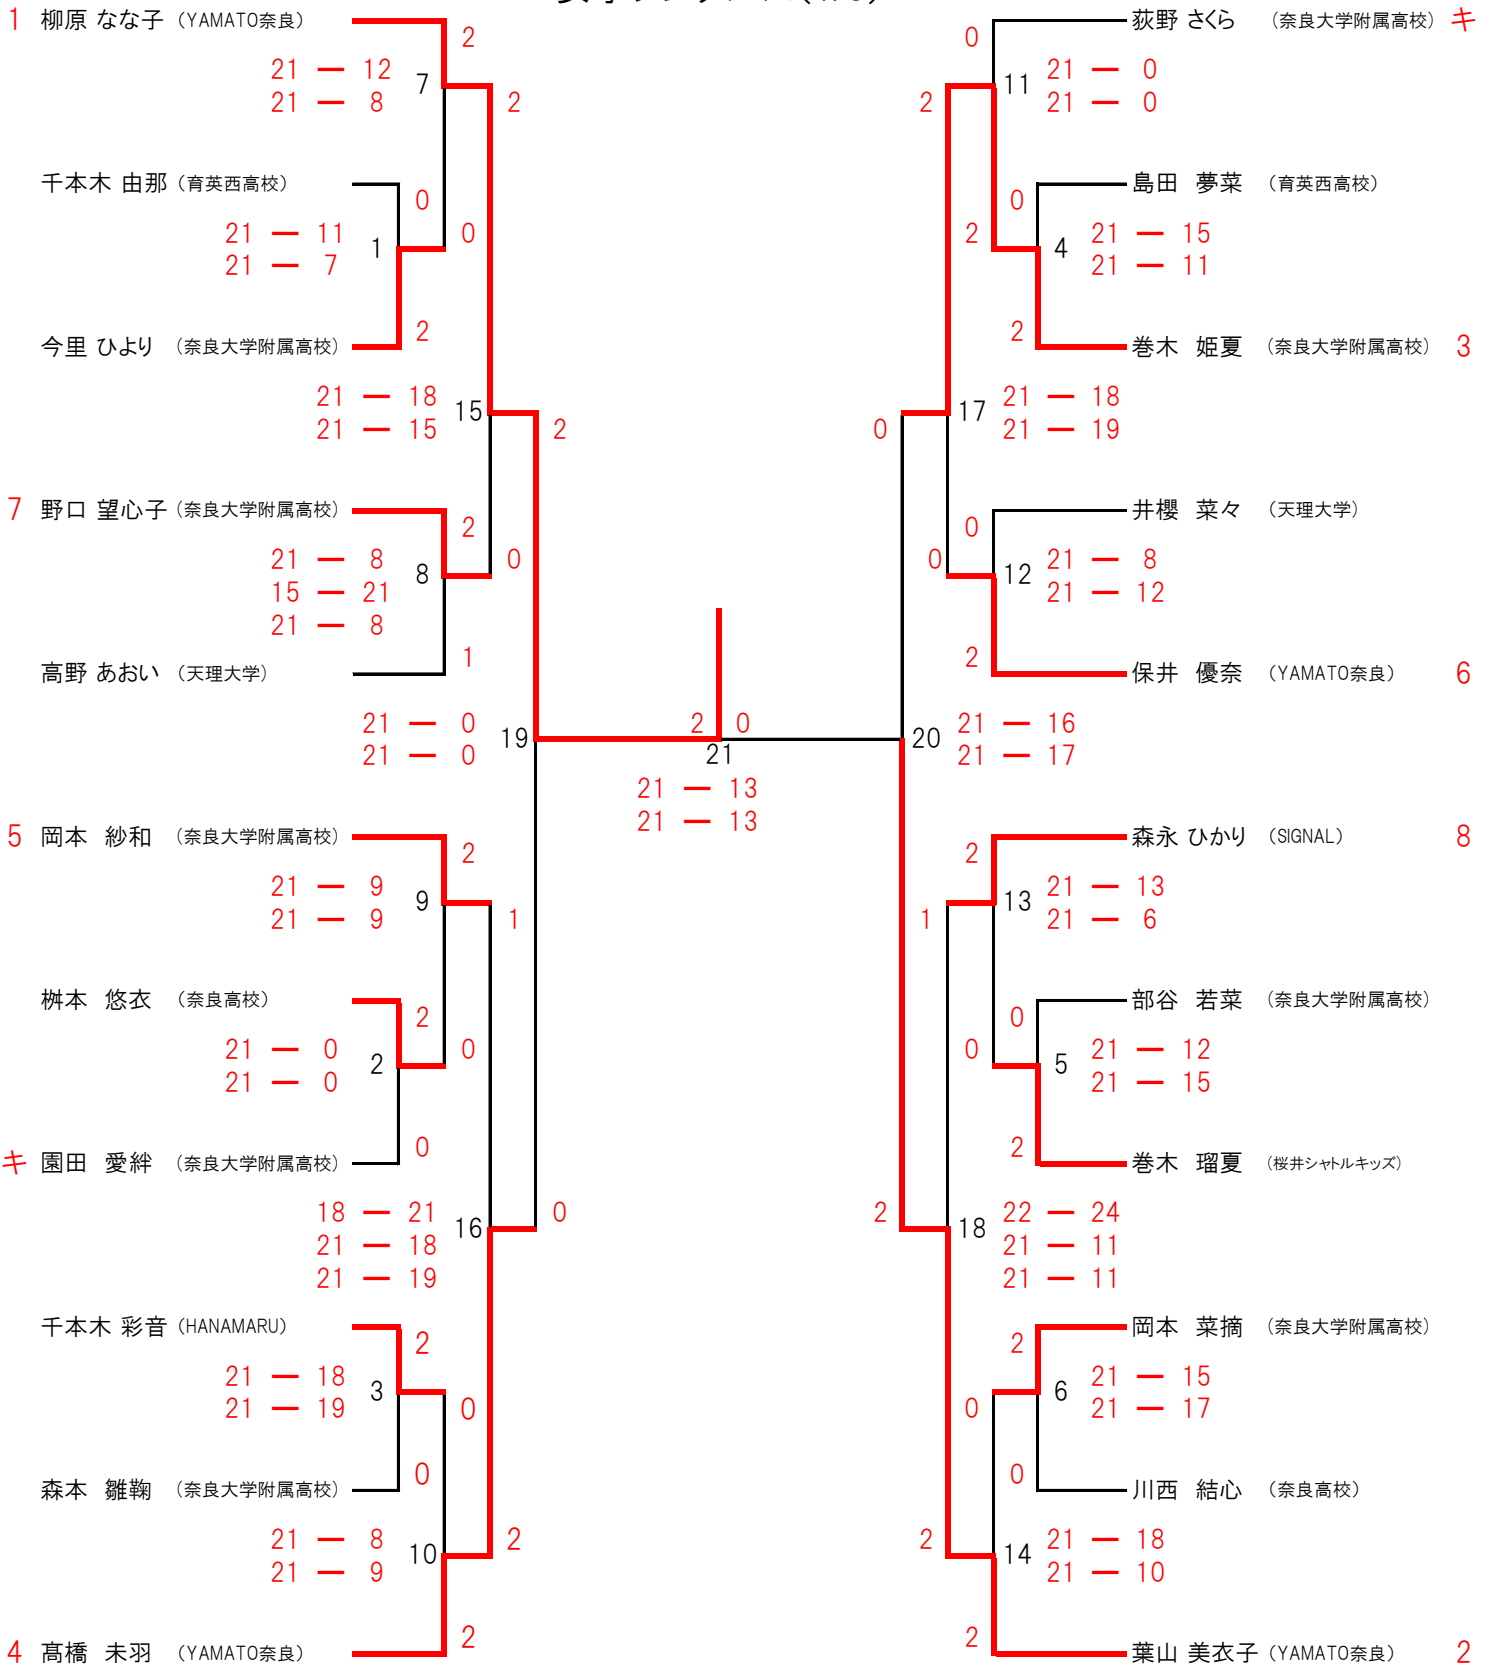 1 柳原 なな子 (YAMATO奈良)
2
21 — 12
21 — 8
7
2
千本木 由那 (育英西高校)
0
21 — 11
21 — 7
1
0
今里 ひより (奈良大学附属高校)
2
21 — 18
21 — 15
15
2
7 野口 望心子 (奈良大学附属高校)
2
21 — 8
15 — 21
21 — 8
8
0
高野 あおい (天理大学)
1
21 — 0
21 — 0
19
5 岡本 紗和 (奈良大学附属高校)
2
21 — 9
21 — 9
9
1
桝本 悠衣 (奈良高校)
2
21 — 0
21 — 0
2
0
キ 園田 愛絆 (奈良大学附属高校)
0
18 — 21
21 — 18
21 — 19
16
0
千本木 彩音 (HANAMARU)
2
21 — 18
21 — 19
3
0
森本 雛鞠 (奈良大学附属高校)
0
21 — 8
21 — 9
10
2
4 髙橋 未羽 (YAMATO奈良)
2
2 0
21
21 — 13
21 — 13
荻野 さくら (奈良大学附属高校) キ
0
11
21 — 0
21 — 0
2
島田 夢菜 (育英西高校)
0
4
21 — 15
21 — 11
2
巻木 姫夏 (奈良大学附属高校) 3
2
17
21 — 18
21 — 19
0
井櫻 菜々 (天理大学)
0
12
21 — 8
21 — 12
0
保井 優奈 (YAMATO奈良) 6
2
20
21 — 16
21 — 17
森永 ひかり (SIGNAL) 8
2
13
21 — 13
21 — 6
1
部谷 若菜 (奈良大学附属高校)
0
5
21 — 12
21 — 15
0
巻木 瑠夏 (桜井シャトルキッズ)
2
18
22 — 24
21 — 11
21 — 11
2
岡本 菜摘 (奈良大学附属高校)
2
6
21 — 15
21 — 17
0
川西 結心 (奈良高校)
0
14
21 — 18
21 — 10
2
葉山 美衣子 (YAMATO奈良) 2
2